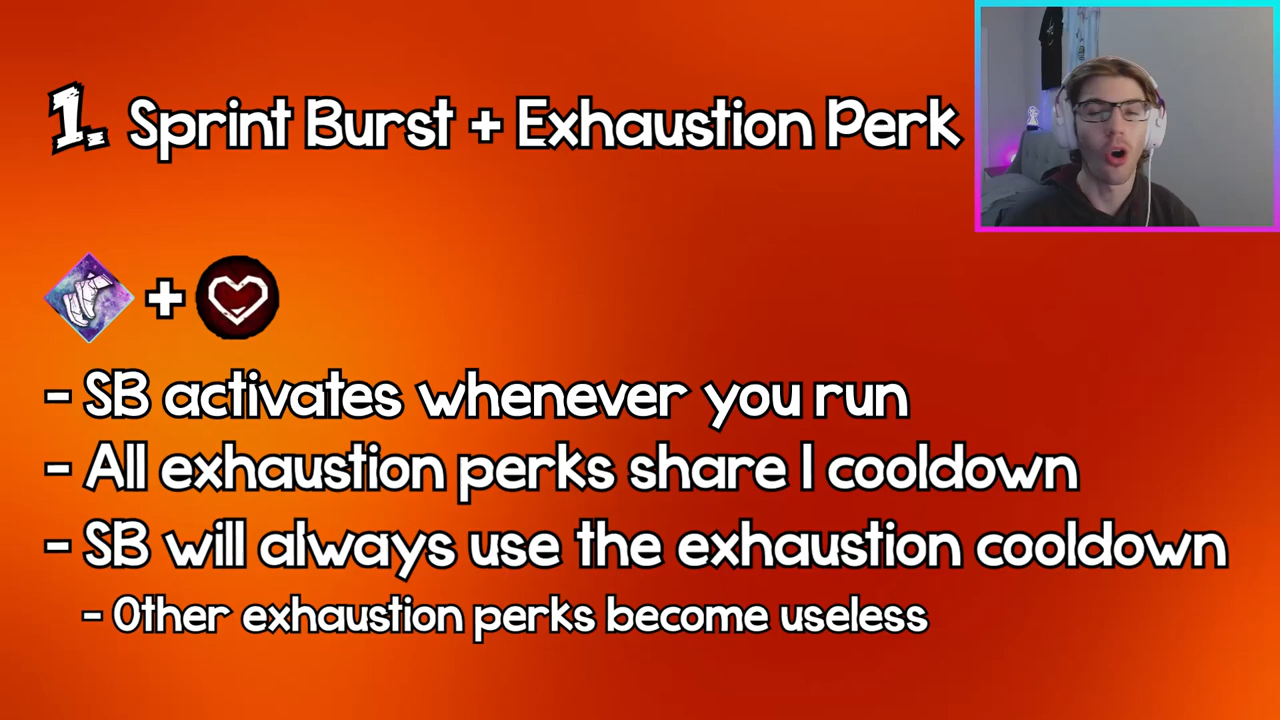 1. Sprint Burst + Exhaustion Perk
+
- SB activates whenever you run
- All exhaustion perks share 1 cooldown
- SB will always use the exhaustion cooldown
- Other exhaustion perks become useless